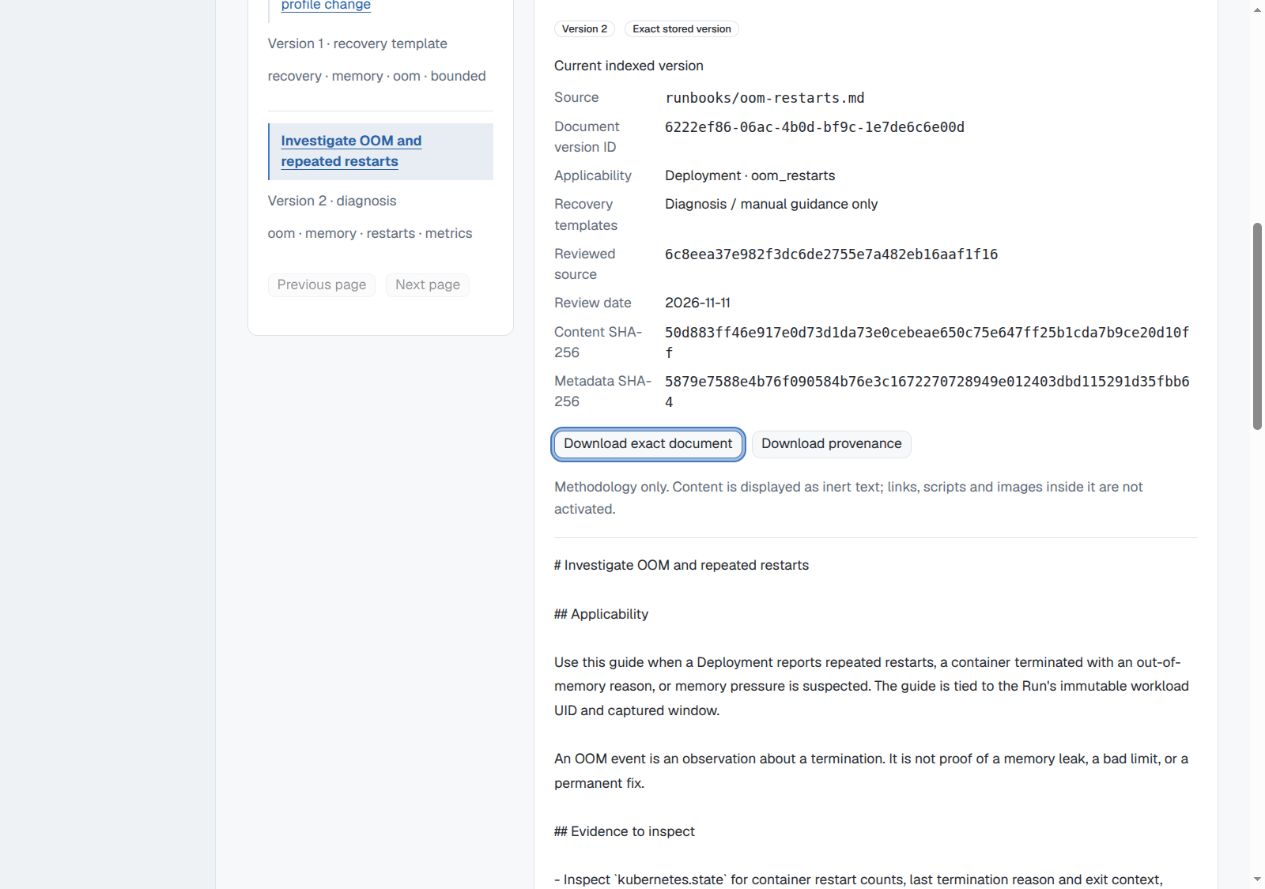 profile change
Version 1 · recovery template
recovery · memory · oom · bounded
Investigate OOM and
repeated restarts
Version 2 · diagnosis
oom · memory · restarts · metrics
Previous page
Next page
Version 2
Exact stored version
Current indexed version
Source
runbooks/oom-restarts.md
Document
version ID
6222ef86-06ac-4b0d-bf9c-1e7de6c6e00d
Applicability
Deployment · oom_restarts
Recovery
templates
Diagnosis / manual guidance only
Reviewed
source
6c8eea37e982f3dc6de2755e7a482eb16aaf1f16
Review date
2026-11-11
Content SHA-
256
50d883ff46e917e0d73d1da73e0cebeae650c75e647ff25b1cda7b9ce20d10f
f
Metadata SHA-
256
5879e7588e4b76f090584b76e3c1672270728949e012403dbd115291d35fbb6
4
Download exact document
Download provenance
Methodology only. Content is displayed as inert text; links, scripts and images inside it are not
activated.
# Investigate OOM and repeated restarts
## Applicability
Use this guide when a Deployment reports repeated restarts, a container terminated with an out-of-
memory reason, or memory pressure is suspected. The guide is tied to the Run's immutable workload
UID and captured window.
An OOM event is an observation about a termination. It is not proof of a memory leak, a bad limit, or a
permanent fix.
## Evidence to inspect
- Inspect `kubernetes.state` for container restart counts, last termination reason and exit context,